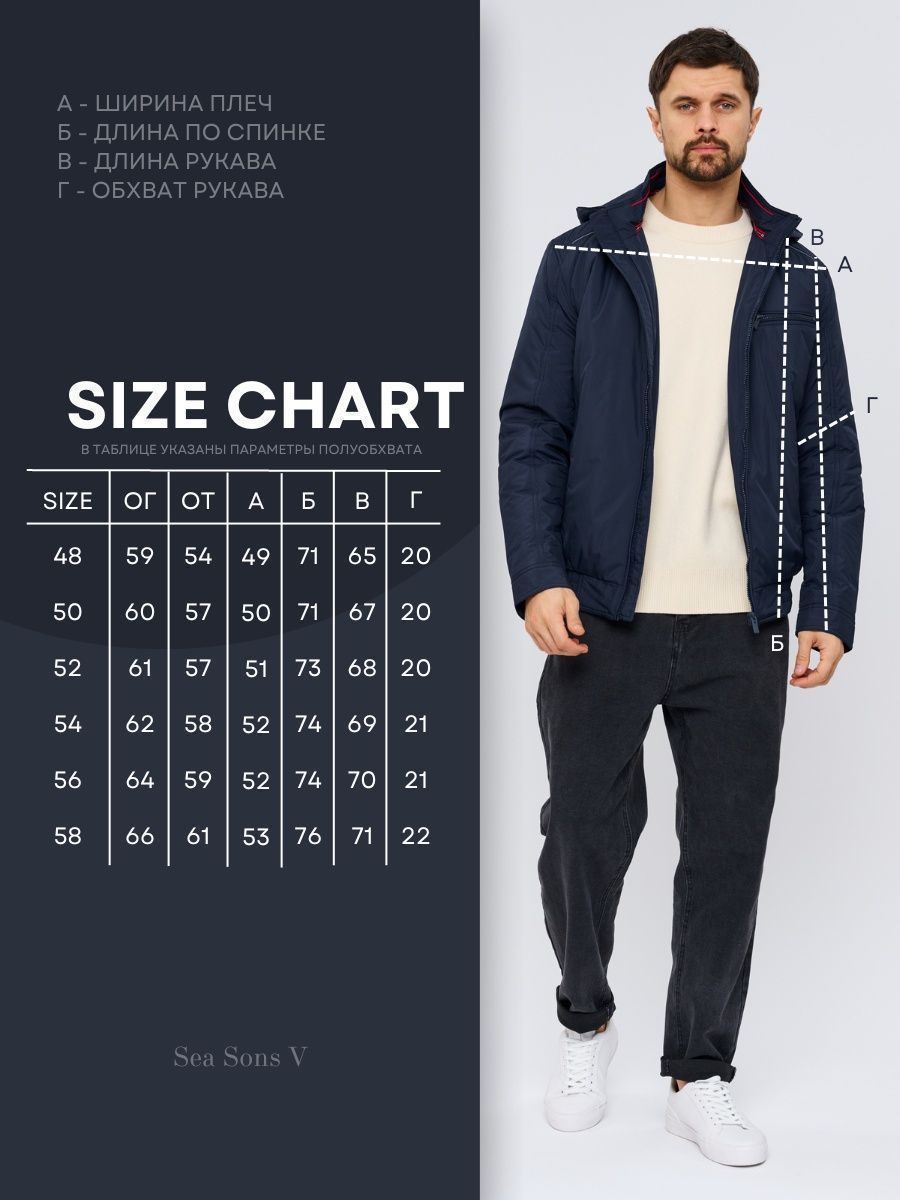 А - ШИРИНА ПЛЕЧ
Б - ДЛИНА ПО СПИНКЕ
В - ДЛИНА РУКАВА
Г - ОБХВАТ РУКАВА
SIZE CHART
В ТАБЛИЦЕ УКАЗАНЫ ПАРАМЕТРЫ ПОЛУОБХВАТА
SIZE ОГ ОТ А Б В Г
48 59 54 49 71 65 20
50 60 57 50 71 67 20
52 61 57 51 73 68 20
54 62 58 52 74 69 21
56 64 59 52 74 70 21
58 66 61 53 76 71 22
Sea Sons V
В
А
Г
Б